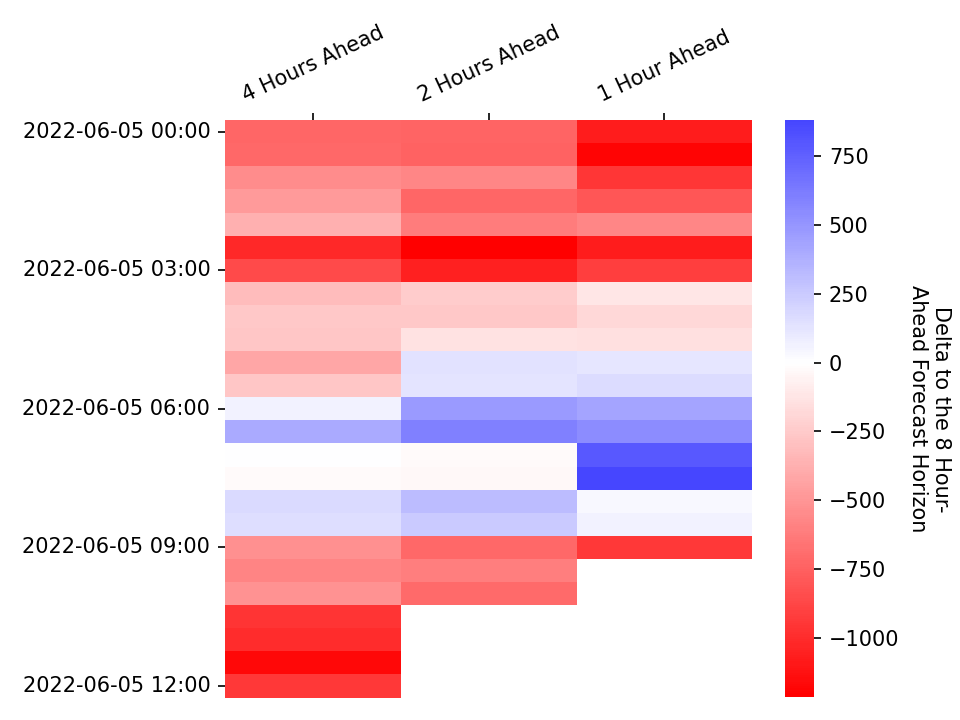 4 Hours Ahead
2 Hours Ahead
1 Hour Ahead
2022-06-05 00:00
2022-06-05 03:00
2022-06-05 06:00
2022-06-05 09:00
2022-06-05 12:00
750
500
250
0
−250
−500
−750
−1000
Delta to the 8 Hour-
Ahead Forecast Horizon